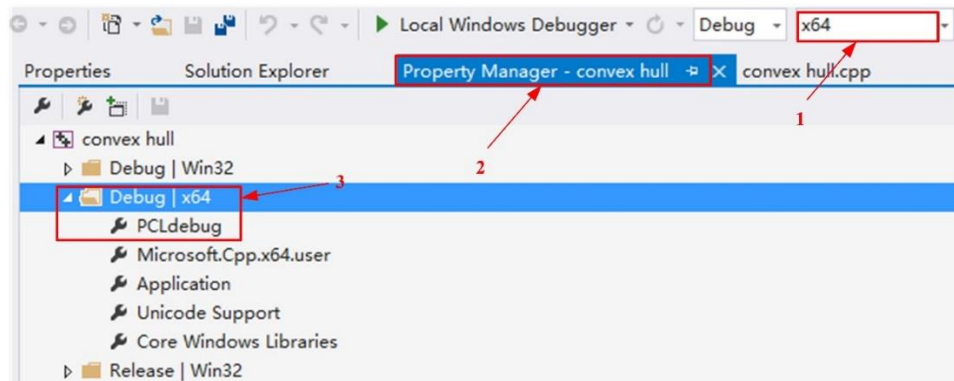 Local Windows Debugger Debug x64
Properties Solution Explorer Property Manager - convex hull convex hull.cpp
1
convex hull
2
Debug | Win32
3
Debug | x64
PCLdebug
Microsoft.Cpp.x64.user
Application
Unicode Support
Core Windows Libraries
Release | Win32